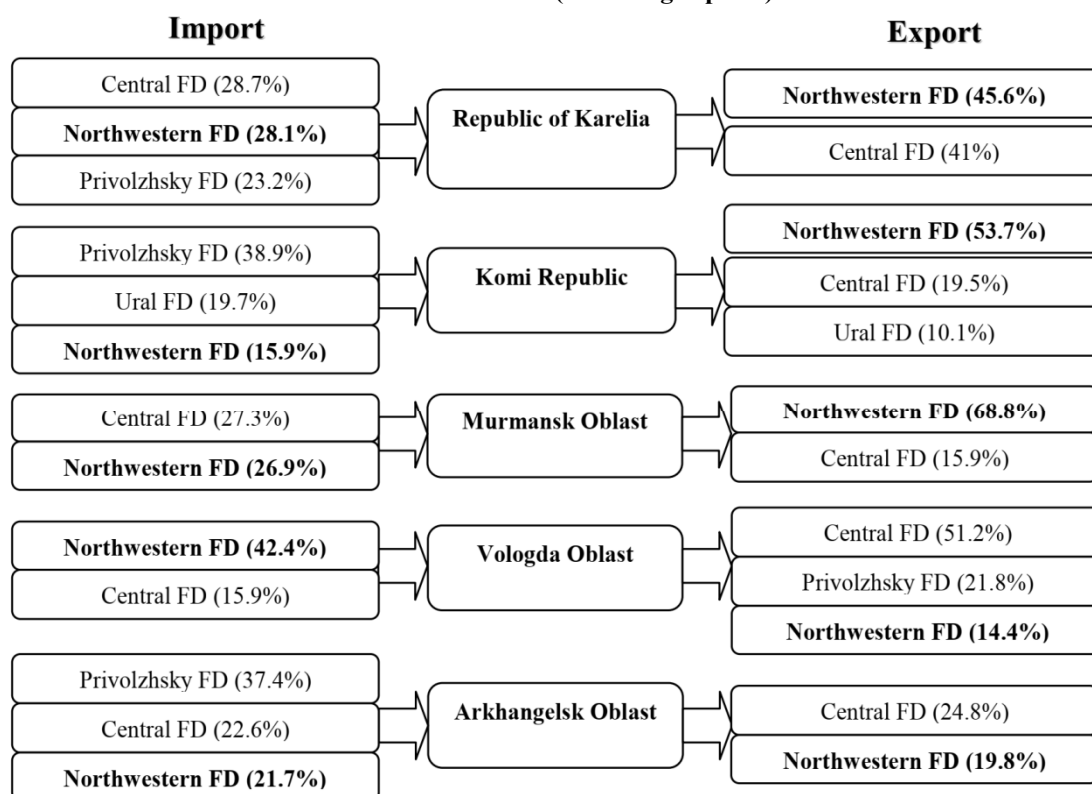 Import
Export
Central FD (28.7%)
Northwestern FD (28.1%)
Privolzhsky FD (23.2%)
Republic of Karelia
Northwestern FD (45.6%)
Central FD (41%)
Privolzhsky FD (38.9%)
Ural FD (19.7%)
Northwestern FD (15.9%)
Komi Republic
Northwestern FD (53.7%)
Central FD (19.5%)
Ural FD (10.1%)
Central FD (27.3%)
Northwestern FD (26.9%)
Murmansk Oblast
Northwestern FD (68.8%)
Central FD (15.9%)
Northwestern FD (42.4%)
Central FD (15.9%)
Vologda Oblast
Central FD (51.2%)
Privolzhsky FD (21.8%)
Northwestern FD (14.4%)
Privolzhsky FD (37.4%)
Central FD (22.6%)
Northwestern FD (21.7%)
Arkhangelsk Oblast
Central FD (24.8%)
Northwestern FD (19.8%)